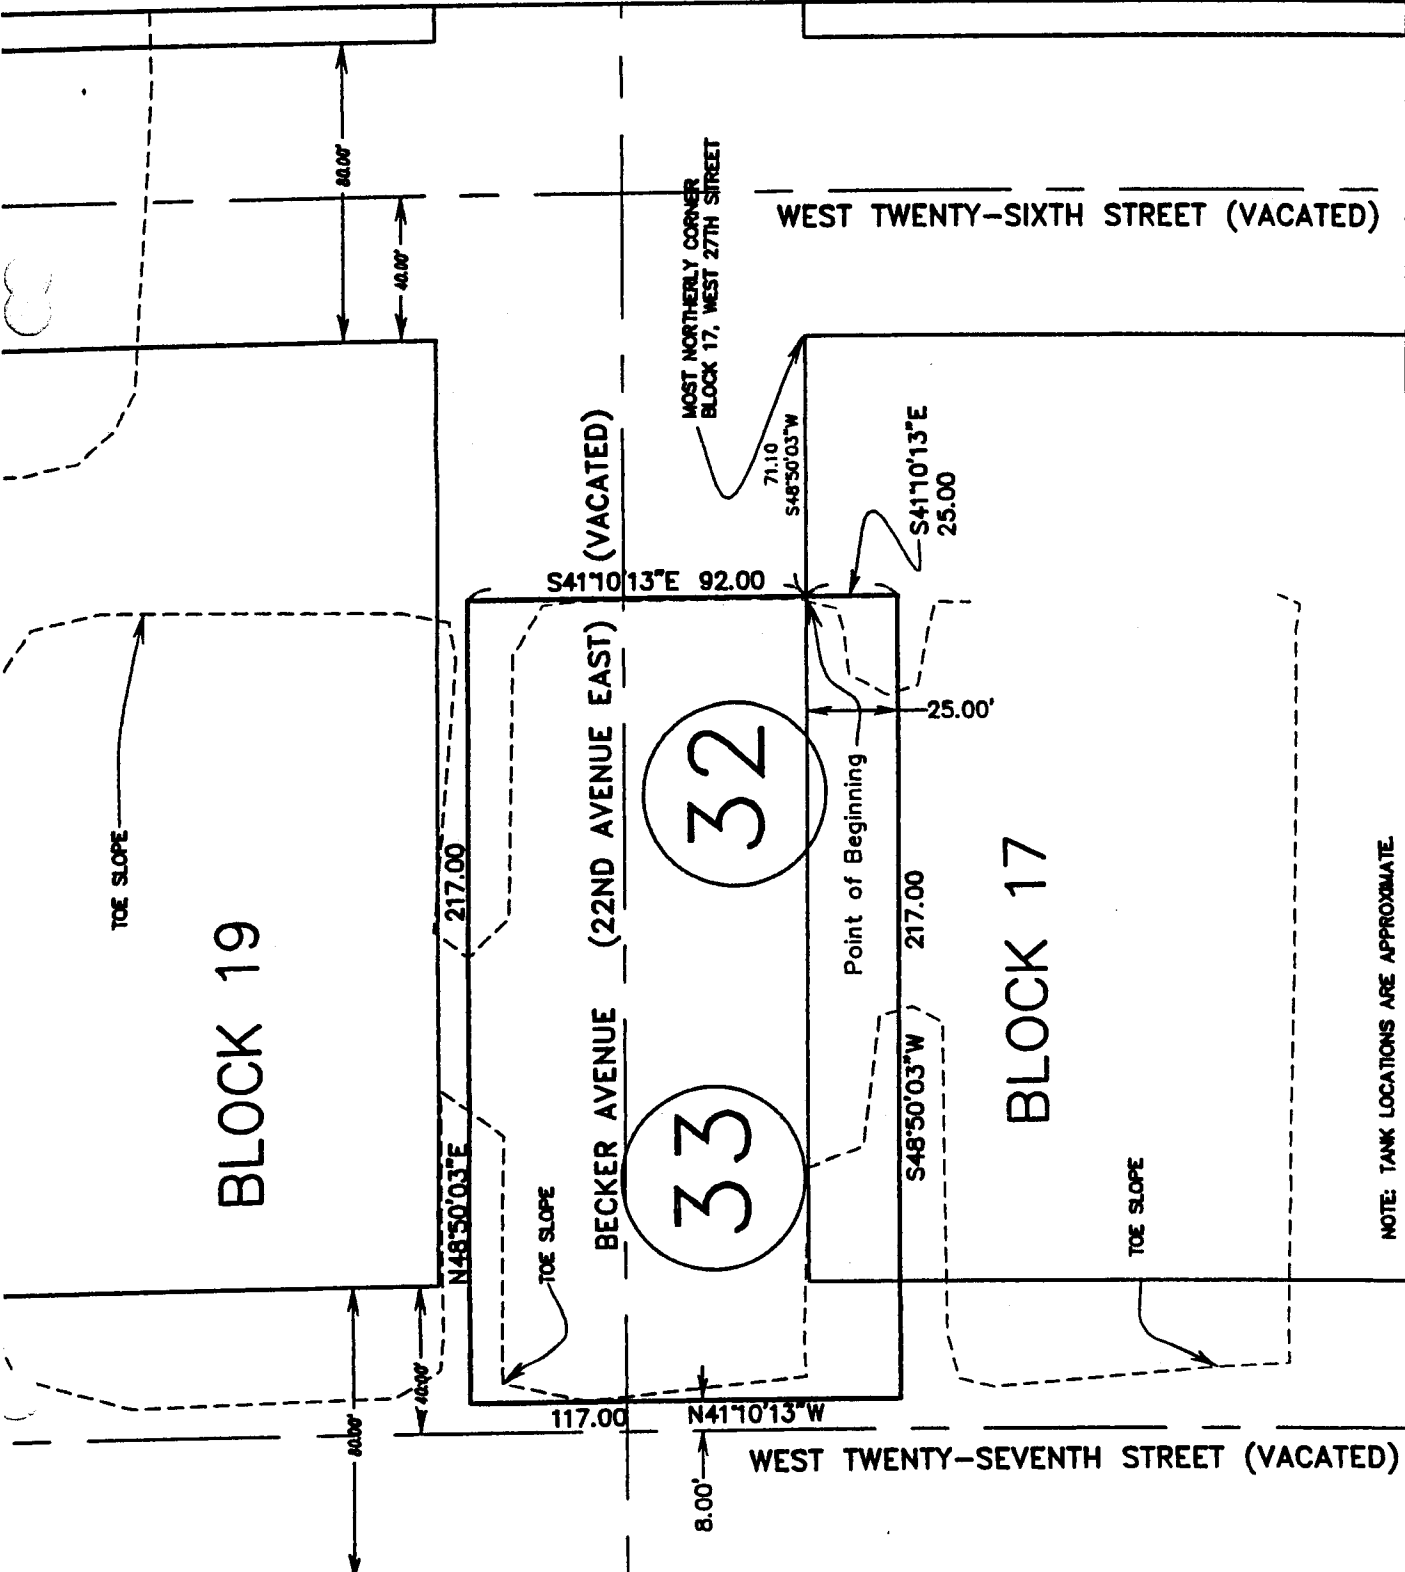 80.00'
40.00'
WEST TWENTY-SIXTH STREET (VACATED)
MOST NORTHERLY CORNER
BLOCK 17, WEST 27TH STREET
71.10
S48°50'03"W
S41°10'13"E
25.00
S41°10'13"E 92.00
BECKER AVENUE (22ND AVENUE EAST) (VACATED)
TOE SLOPE
BLOCK 19
217.00
N48°50'03"E
32
33
25.00'
Point of Beginning
217.00
S48°50'03"W
BLOCK 17
TOE SLOPE
TOE SLOPE
NOTE: TANK LOCATIONS ARE APPROXIMATE.
40.00'
80.00'
117.00
N41°10'13"W
8.00'
WEST TWENTY-SEVENTH STREET (VACATED)